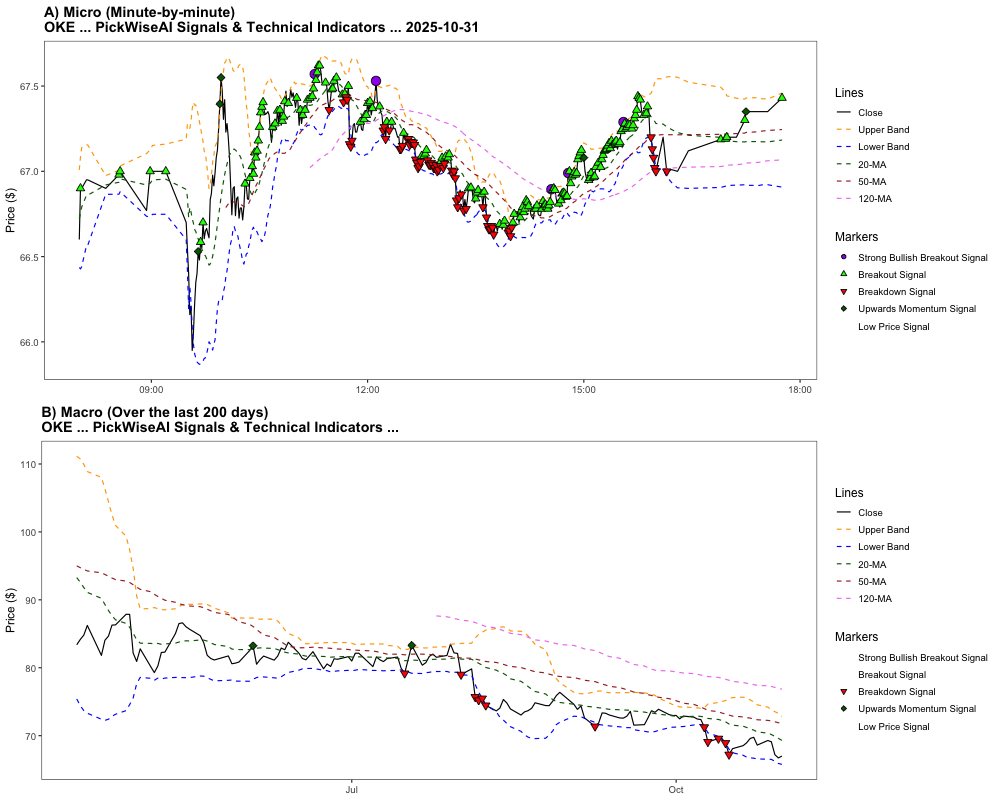 A) Micro (Minute-by-minute)
OKE ... PickWiseAI Signals & Technical Indicators ... 2025-10-31
Price ($)
67.5
67.0
66.5
66.0
09:00
12:00
15:00
18:00
Lines
Close
Upper Band
Lower Band
20-MA
50-MA
120-MA
Markers
Strong Bullish Breakout Signal
Breakout Signal
Breakdown Signal
Upwards Momentum Signal
Low Price Signal
B) Macro (Over the last 200 days)
OKE ... PickWiseAI Signals & Technical Indicators ...
Price ($)
110
100
90
80
70
Jul
Oct
Lines
Close
Upper Band
Lower Band
20-MA
50-MA
120-MA
Markers
Strong Bullish Breakout Signal
Breakout Signal
Breakdown Signal
Upwards Momentum Signal
Low Price Signal